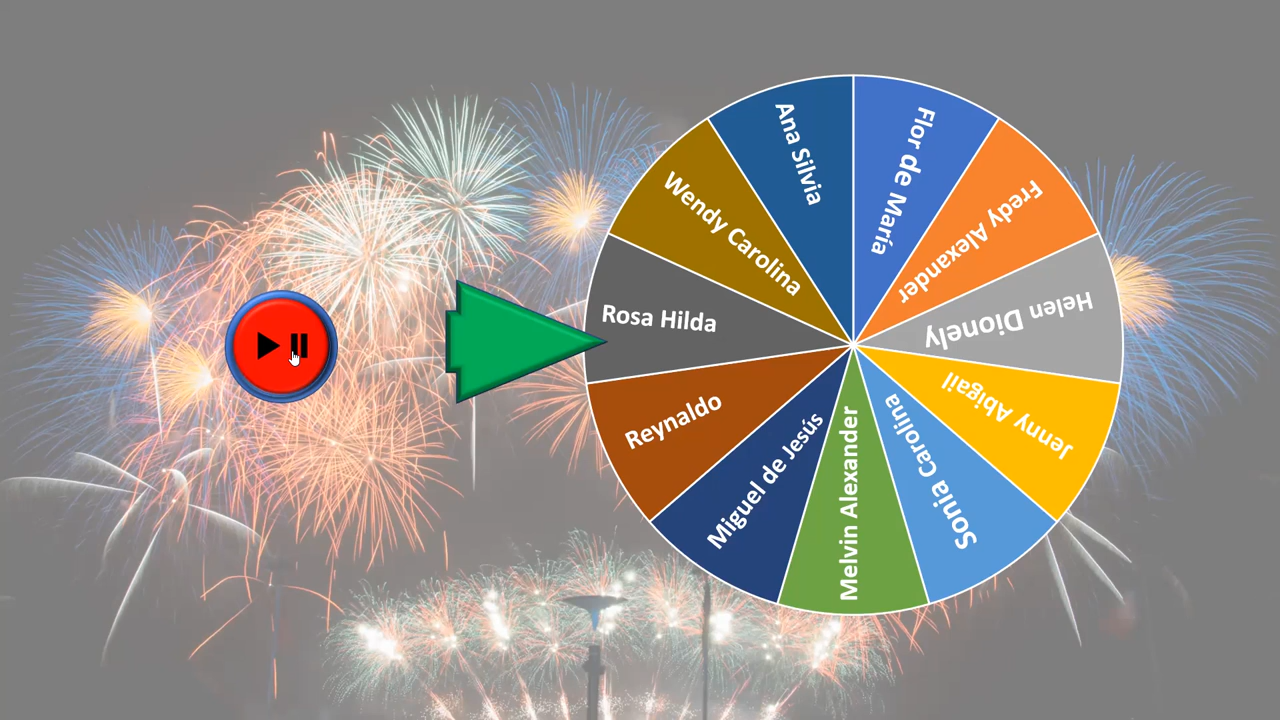 Flor de María
Fredy Alexander
Helen Dionely
Jenny Abigail
Sonia Carolina
Melvin Alexander
Miguel de Jesús
Reynaldo
Rosa Hilda
Wendy Carolina
Ana Silvia